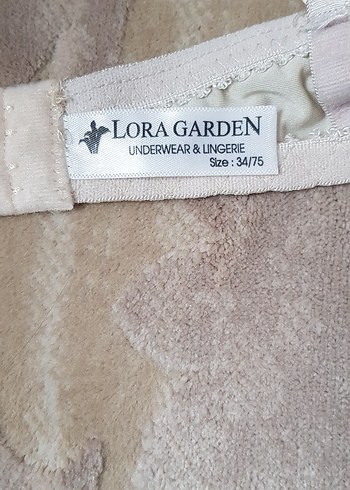 LORA GARDEN
UNDERWEAR & LINGERIE
Size : 34/75